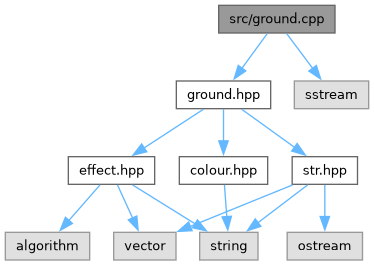 src/ground.cpp
ground.hpp
sstream
effect.hpp
colour.hpp
str.hpp
algorithm
vector
string
ostream